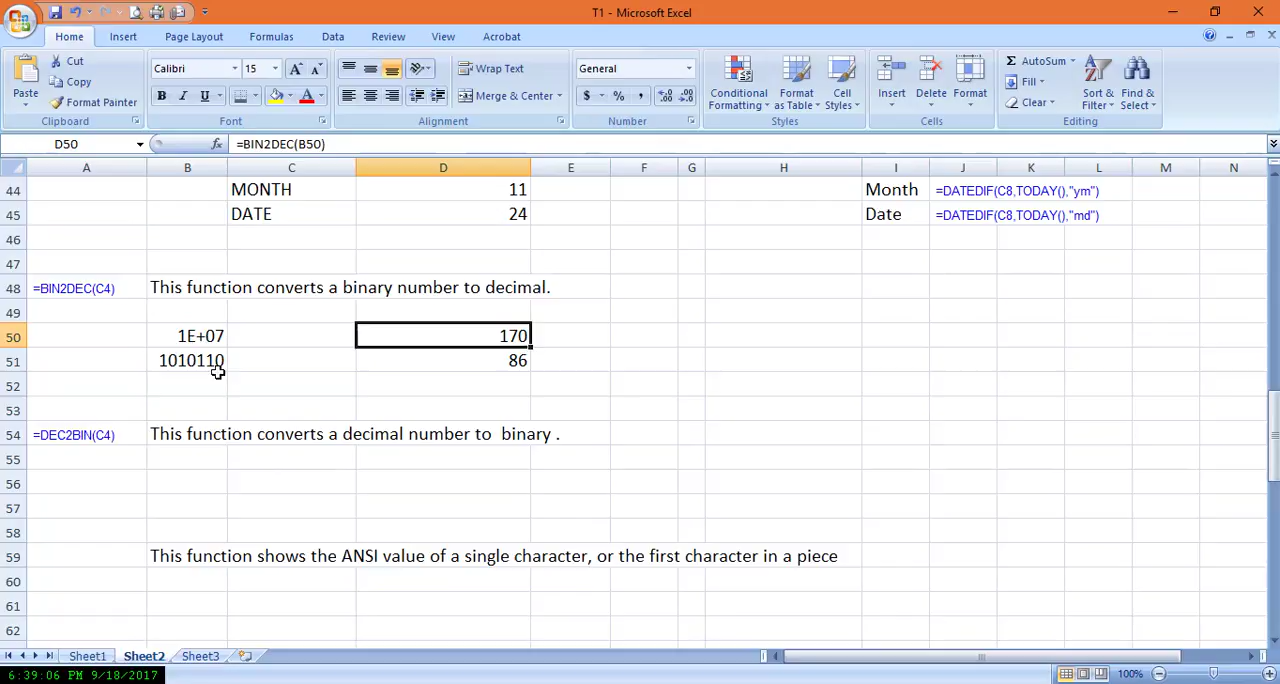 T1 - Microsoft Excel
Home Insert Page Layout Formulas Data Review View Acrobat
Paste Cut Copy Format Painter Clipboard
Calibri 15 B I U A A A Font
Wrap Text Merge & Center Alignment
General $ % , .0 .00 .00 .0 Number
Conditional Formatting Format as Table Cell Styles Styles
Insert Delete Format Cells
Σ AutoSum Fill Clear Sort & Filter Find & Select Editing
D50 fx =BIN2DEC(B50)
A B C D E F G H I J K L M N
44 MONTH 11 Month =DATEDIF(C8,TODAY(),"ym")
45 DATE 24 Date =DATEDIF(C8,TODAY(),"md")
46
47
48 =BIN2DEC(C4) This function converts a binary number to decimal.
49
50 1E+07 170
51 1010110 86
52
53
54 =DEC2BIN(C4) This function converts a decimal number to binary .
55
56
57
58
59 This function shows the ANSI value of a single character, or the first character in a piece
60
61
62
Sheet1 Sheet2 Sheet3
6:39:06 PM 9/18/2017 100%